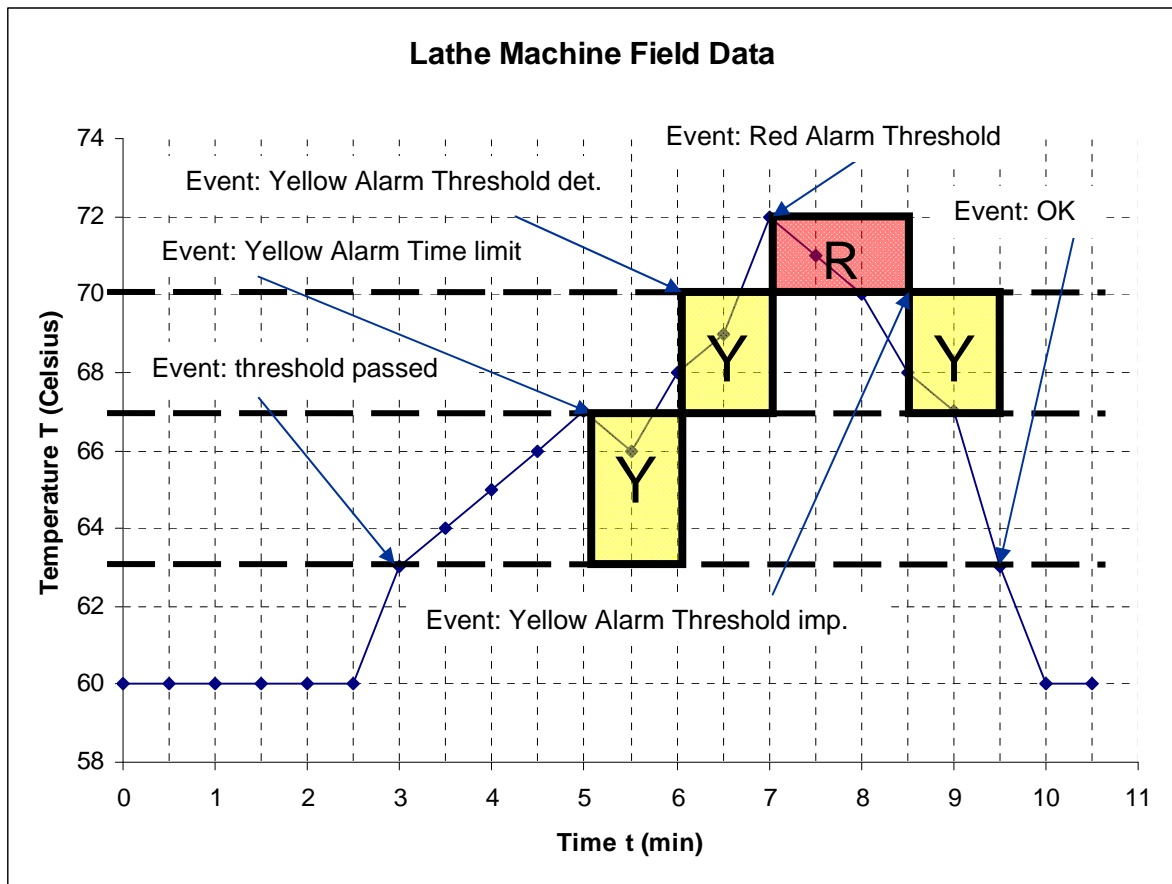 Lathe Machine Field Data
Event: Red Alarm Threshold
Event: Yellow Alarm Threshold det.
Event: OK
Event: Yellow Alarm Time limit
Event: threshold passed
Event: Yellow Alarm Threshold imp.
R
Y
Y
Y
Temperature T (Celsius)
74
72
70
68
66
64
62
60
58
0 1 2 3 4 5 6 7 8 9 10 11
Time t (min)